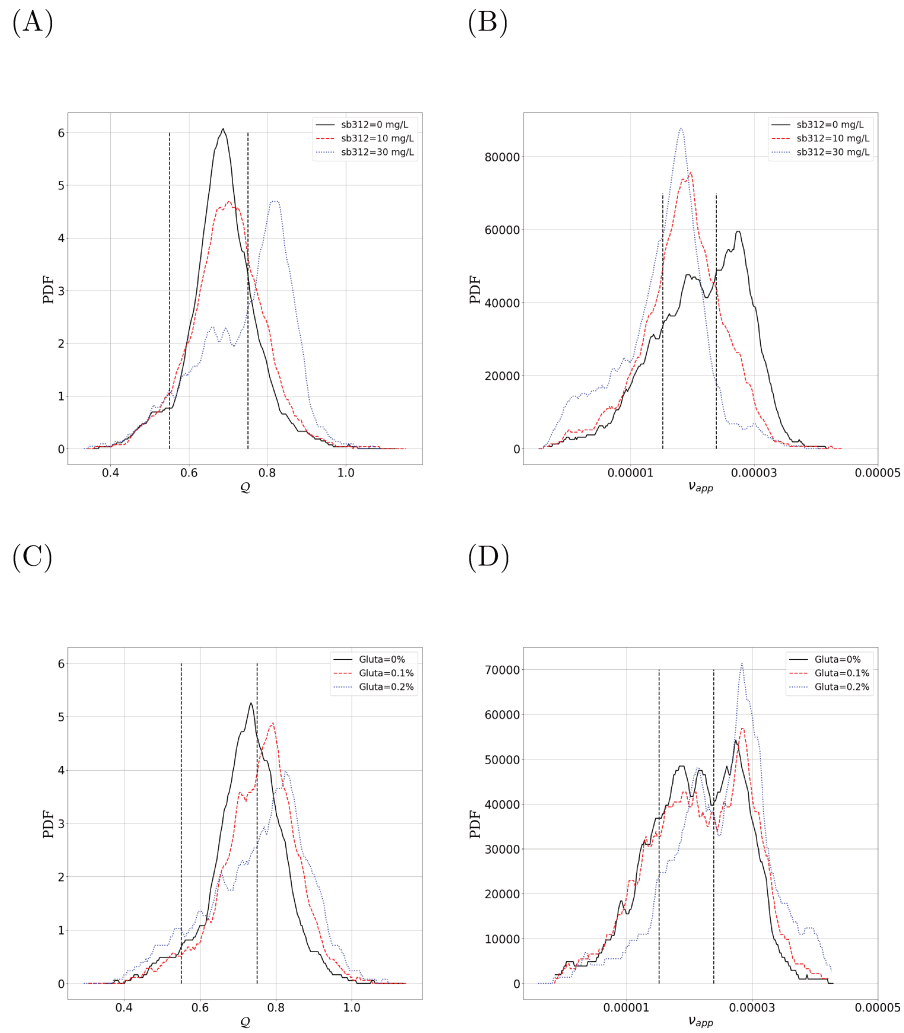 (A)
(B)
sb312=0 mg/L
sb312=10 mg/L
sb312=30 mg/L
6
5
4
3
2
1
0
PDF
0.4
0.6
0.8
1.0
𝒬
sb312=0 mg/L
sb312=10 mg/L
sb312=30 mg/L
80000
60000
40000
20000
0
PDF
0.00001
0.00003
0.00005
ν_app
(C)
(D)
Gluta=0%
Gluta=0.1%
Gluta=0.2%
6
5
4
3
2
1
0
PDF
0.4
0.6
0.8
1.0
𝒬
Gluta=0%
Gluta=0.1%
Gluta=0.2%
70000
60000
50000
40000
30000
20000
10000
0
PDF
0.00001
0.00003
0.00005
ν_app